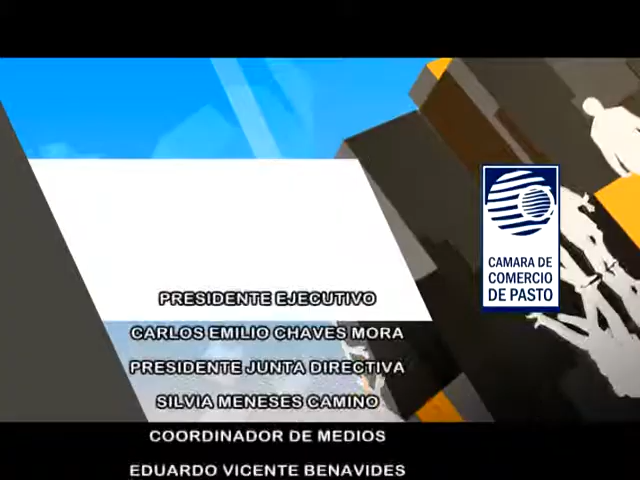 CAMARA DE
COMERCIO
DE PASTO
PRESIDENTE EJECUTIVO
CARLOS EMILIO CHAVES MORA
PRESIDENTE JUNTA DIRECTIVA
SILVIA MENESES CAMINO
COORDINADOR DE MEDIOS
EDUARDO VICENTE BENAVIDES